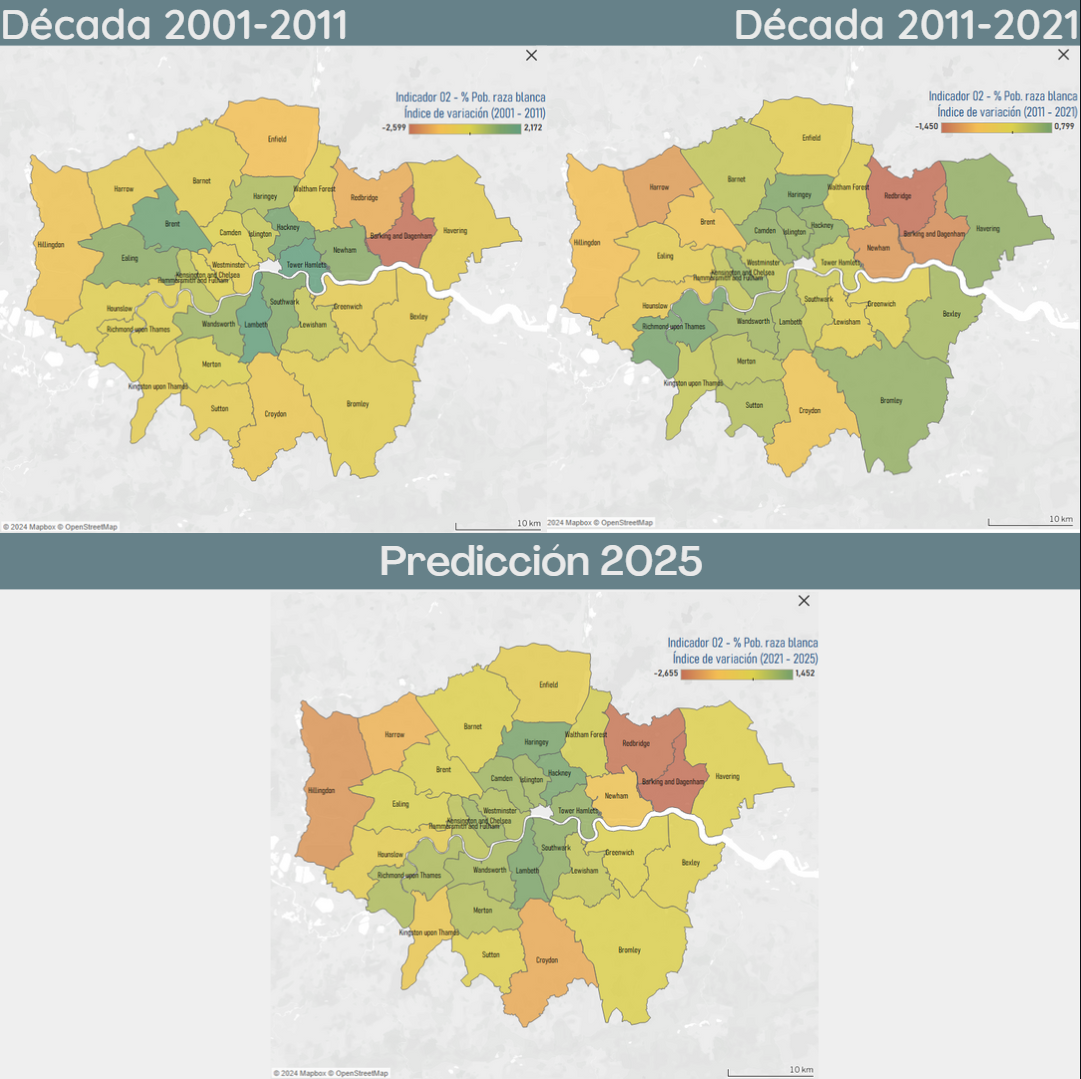 Década 2001-2011
Década 2011-2021
Indicador 02 - % Pob. raza blanca
Índice de variación (2001 - 2011)
-2,599 2,172
Enfield
Barnet
Harrow
Haringey
Waltham Forest
Redbridge
Hillingdon
Brent
Camden
Islington
Hackney
Havering
Barking and Dagenham
Newham
Ealing
Westminster
Tower Hamlets
Kensington and Chelsea
Hammersmith and Fulham
Hounslow
Southwark
Greenwich
Bexley
Richmond upon Thames
Wandsworth
Lambeth
Lewisham
Merton
Kingston upon Thames
Sutton
Croydon
Bromley
© 2024 Mapbox © OpenStreetMap
10 km
Indicador 02 - % Pob. raza blanca
Índice de variación (2011 - 2021)
-1,450 0,799
Enfield
Barnet
Harrow
Haringey
Waltham Forest
Redbridge
Hillingdon
Brent
Camden
Islington
Hackney
Havering
Barking and Dagenham
Newham
Ealing
Westminster
Tower Hamlets
Kensington and Chelsea
Hammersmith and Fulham
Hounslow
Southwark
Greenwich
Bexley
Richmond upon Thames
Wandsworth
Lambeth
Lewisham
Merton
Kingston upon Thames
Sutton
Croydon
Bromley
2024 Mapbox © OpenStreetMap
10 km
Predicción 2025
Indicador 02 - % Pob. raza blanca
Índice de variación (2021 - 2025)
-2,655 1,452
Enfield
Barnet
Harrow
Haringey
Waltham Forest
Redbridge
Hillingdon
Brent
Camden
Islington
Hackney
Havering
Barking and Dagenham
Newham
Ealing
Westminster
Tower Hamlets
Kensington and Chelsea
Hammersmith and Fulham
Hounslow
Southwark
Greenwich
Bexley
Richmond upon Thames
Wandsworth
Lambeth
Lewisham
Merton
Kingston upon Thames
Sutton
Croydon
Bromley
© 2024 Mapbox © OpenStreetMap
10 km